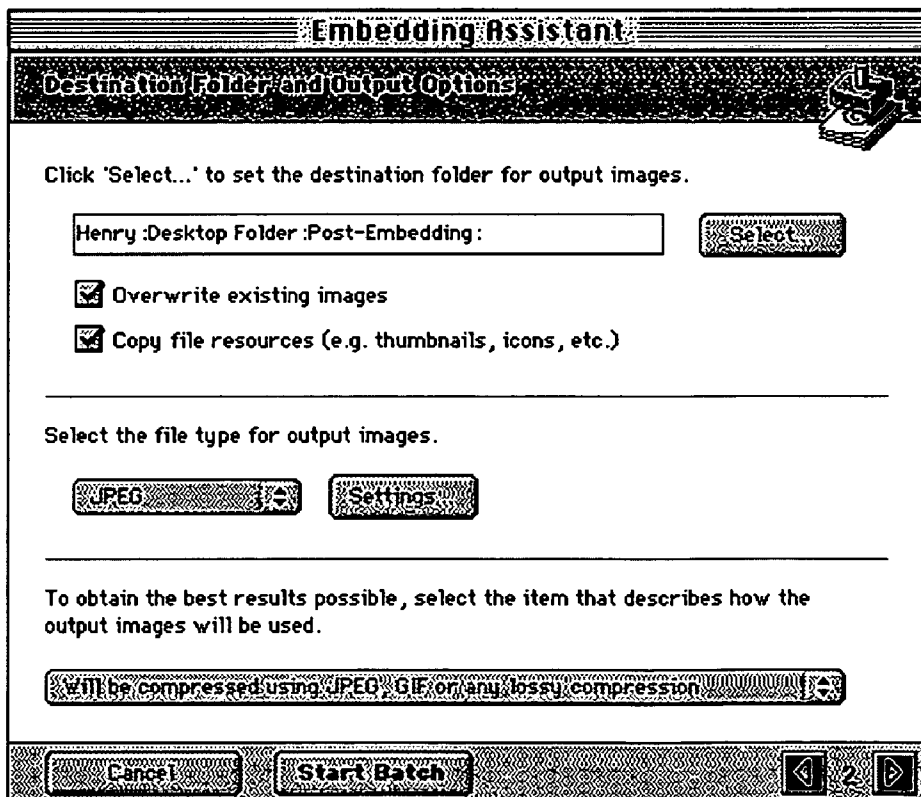 Embedding Assistant
Destination Folder and Output Options
Click 'Select...' to set the destination folder for output images.
Henry :Desktop Folder :Post-Embedding :
Select...
Overwrite existing images
Copy file resources (e.g. thumbnails, icons, etc.)
Select the file type for output images.
JPEG
Settings...
To obtain the best results possible, select the item that describes how the
output images will be used.
Will be compressed using JPEG, GIF or any lossy compression
Cancel
Start Batch
2